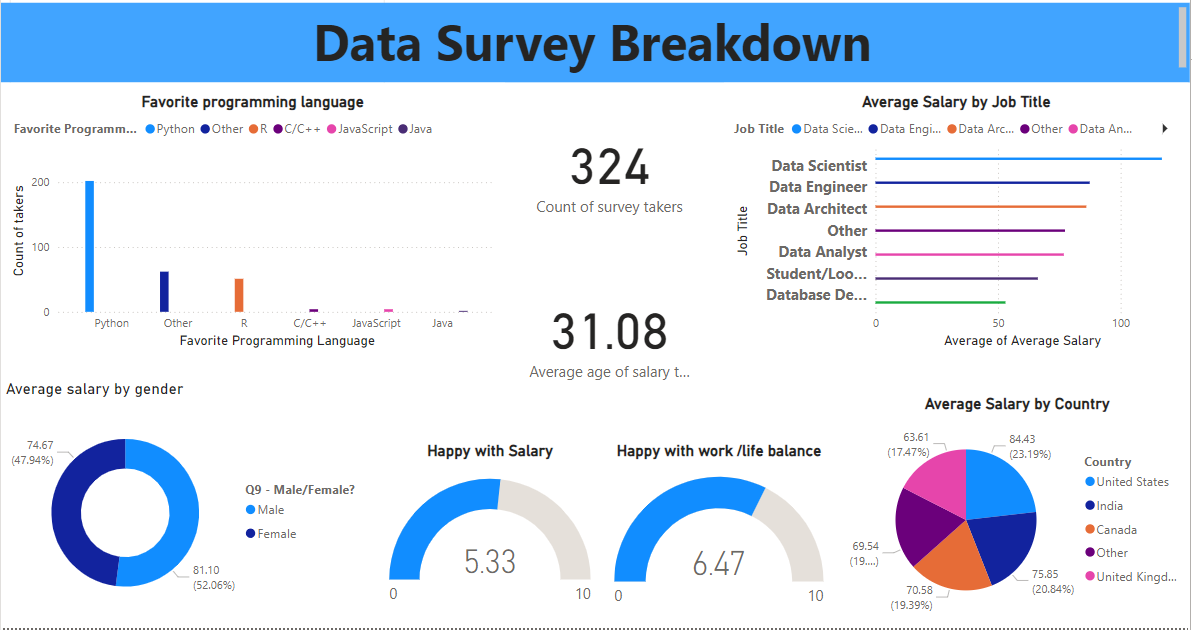 Data Survey Breakdown
Favorite programming language
Favorite Programm... Python Other R C/C++ JavaScript Java
Count of takers
200
100
0
Python Other R C/C++ JavaScript Java
Favorite Programming Language
324
Count of survey takers
31.08
Average age of salary t...
Average Salary by Job Title
Job Title Data Scie... Data Engi... Data Arc... Other Data An...
Job Title
Data Scientist
Data Engineer
Data Architect
Other
Data Analyst
Student/Loo...
Database De...
0 50 100
Average of Average Salary
Average salary by gender
74.67
(47.94%)
81.10
(52.06%)
Q9 - Male/Female?
Male
Female
Happy with Salary
5.33
0 10
Happy with work /life balance
6.47
0 10
Average Salary by Country
63.61
(17.47%)
84.43
(23.19%)
69.54
(19....)
75.85
(20.84%)
70.58
(19.39%)
Country
United States
India
Canada
Other
United Kingd...